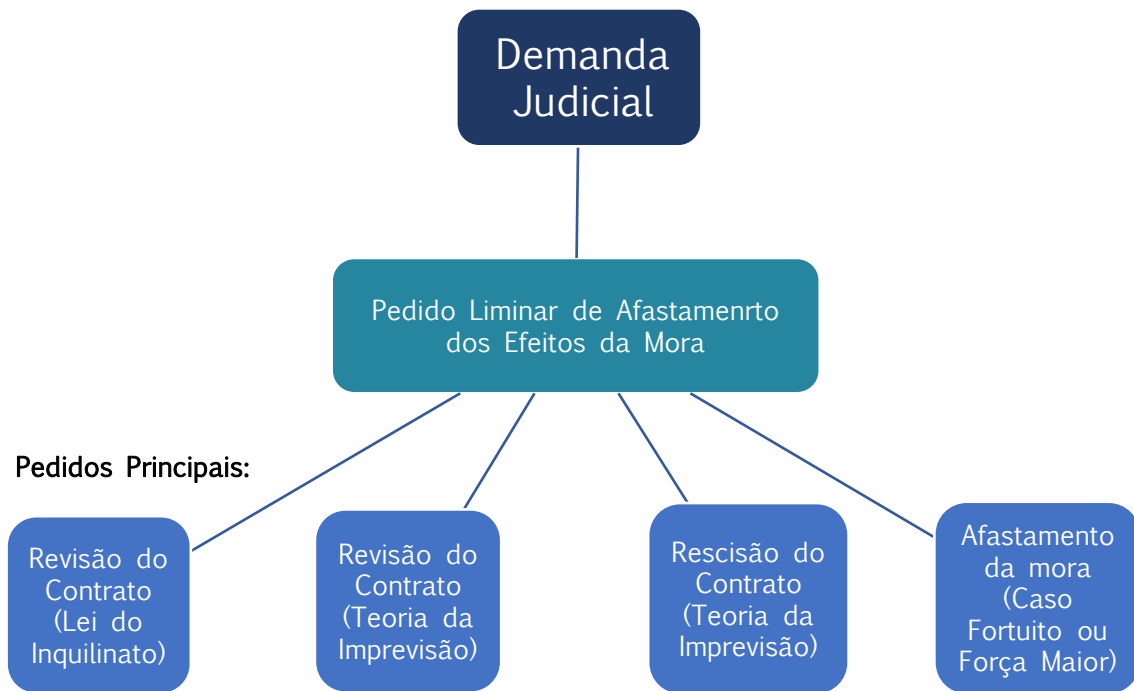 Demanda
Judicial
Pedido Liminar de Afastamenrto
dos Efeitos da Mora
Pedidos Principais:
Revisão do
Contrato
(Lei do
Inquilinato)
Revisão do
Contrato
(Teoria da
Imprevisão)
Rescisão do
Contrato
(Teoria da
Imprevisão)
Afastamento
da mora
(Caso
Fortuito ou
Força Maior)